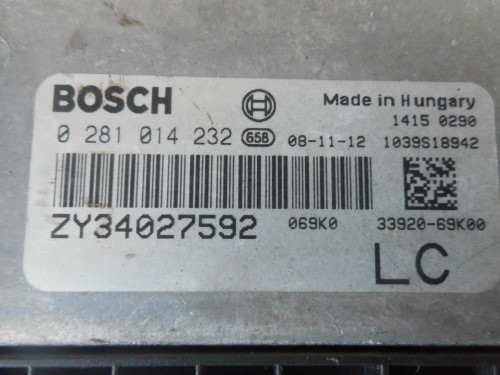 BOSCH
Made in Hungary
1415 0290
0 281 014 232 658 08-11-12 1039S18942
ZY34027592 069K0 33920-69K00
LC